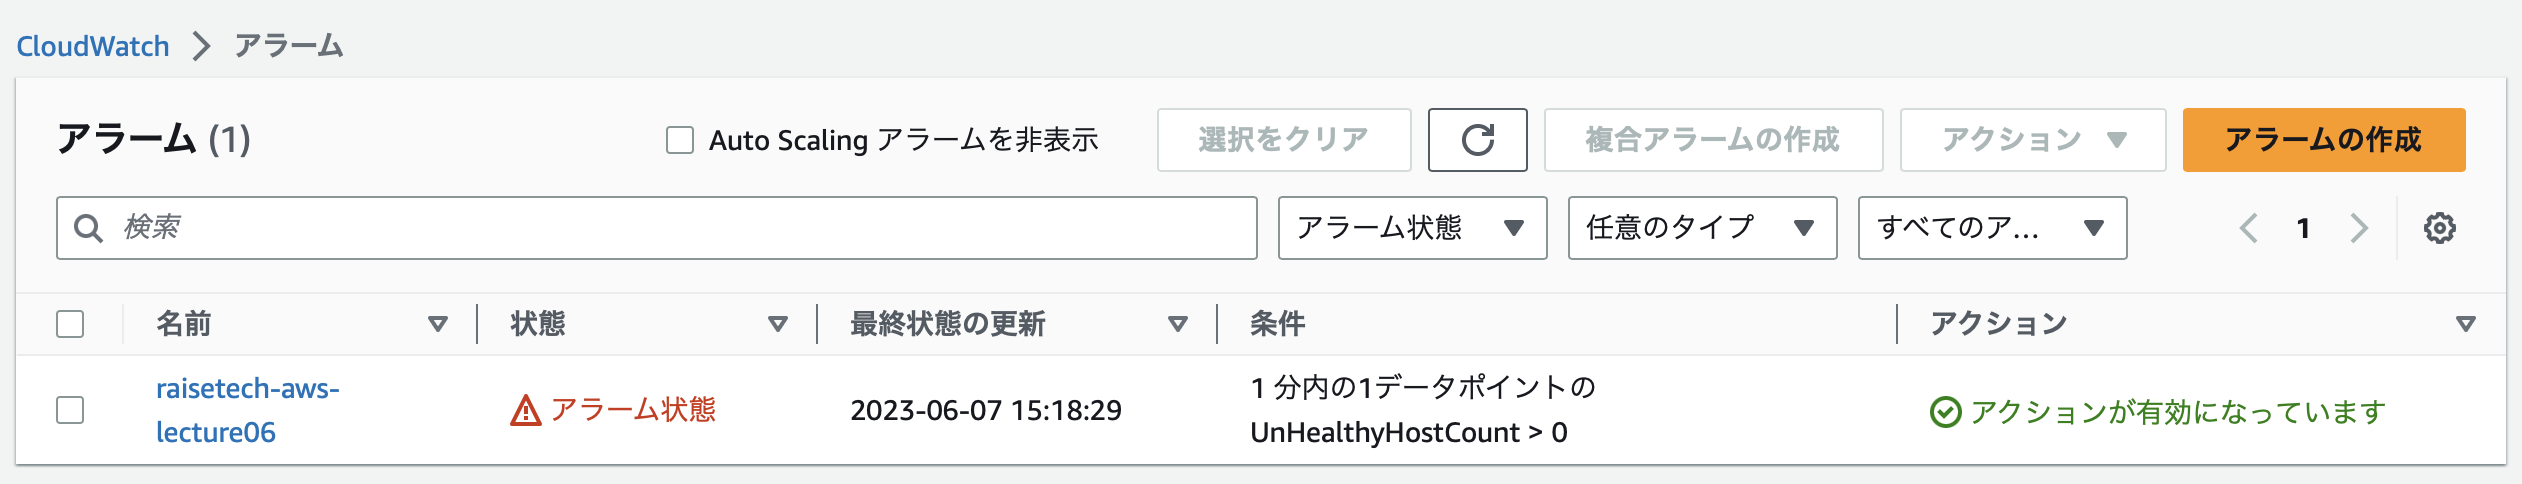 CloudWatch > アラーム
アラーム (1)
Auto Scaling アラームを非表示
選択をクリア
複合アラームの作成
アクション
アラームの作成
検索
アラーム状態
任意のタイプ
すべてのア...
1
名前
状態
最終状態の更新
条件
アクション
raisetech-aws-
lecture06
アラーム状態
2023-06-07 15:18:29
1 分内の1データポイントの
UnHealthyHostCount > 0
アクションが有効になっています